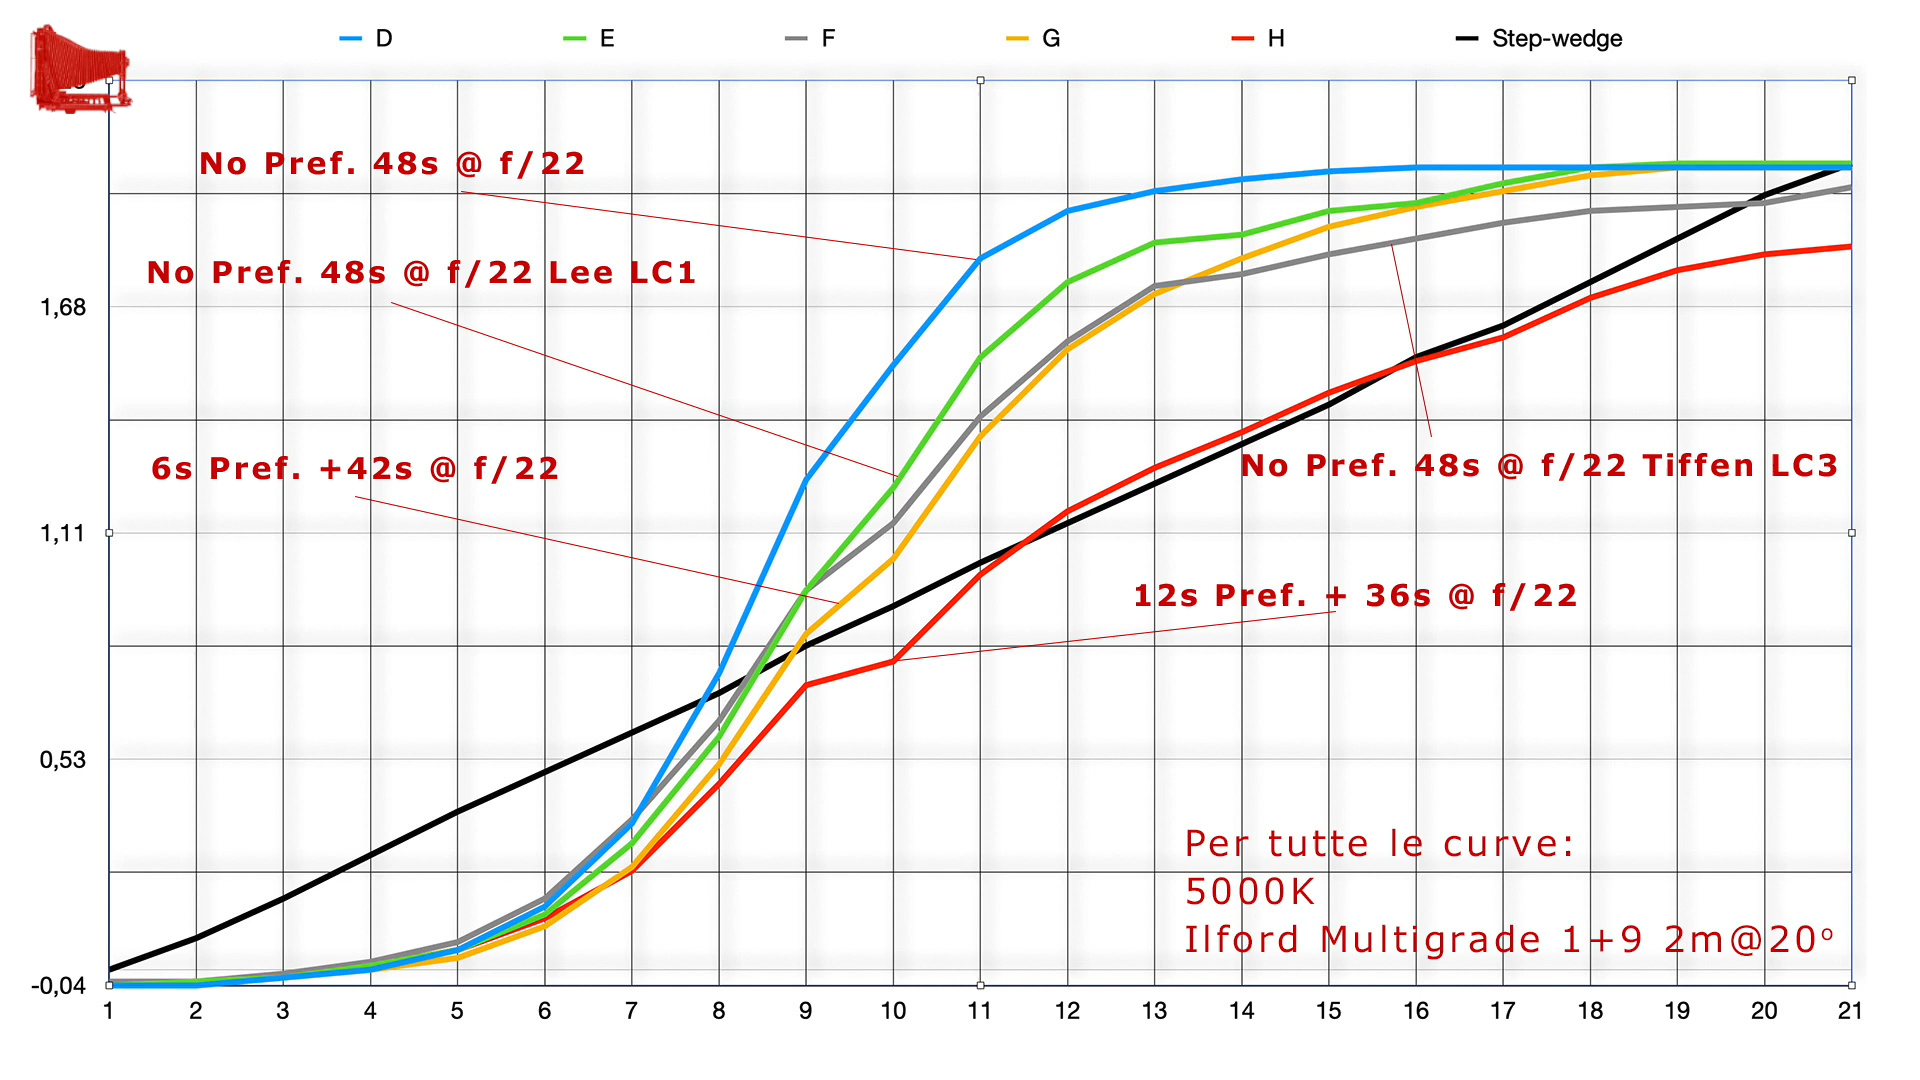 D E F G H Step-wedge
No Pref. 48s @ f/22
No Pref. 48s @ f/22 Lee LC1
1,68
6s Pref. +42s @ f/22
No Pref. 48s @ f/22 Tiffen LC3
1,11
12s Pref. + 36s @ f/22
0,53
Per tutte le curve:
5000K
Ilford Multigrade 1+9 2m@20º
-0,04
1 2 3 4 5 6 7 8 9 10 11 12 13 14 15 16 17 18 19 20 21